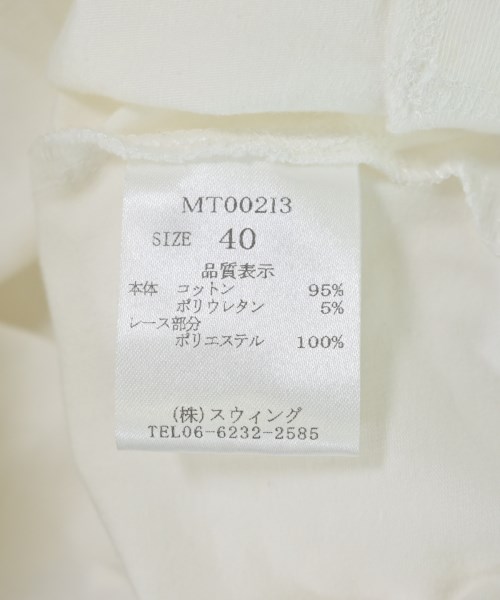 MT00213
SIZE 40
品質表示
本体 コットン 95%
ポリウレタン 5%
レース部分
ポリエステル 100%
(株)スウィング
TEL06-6232-2585